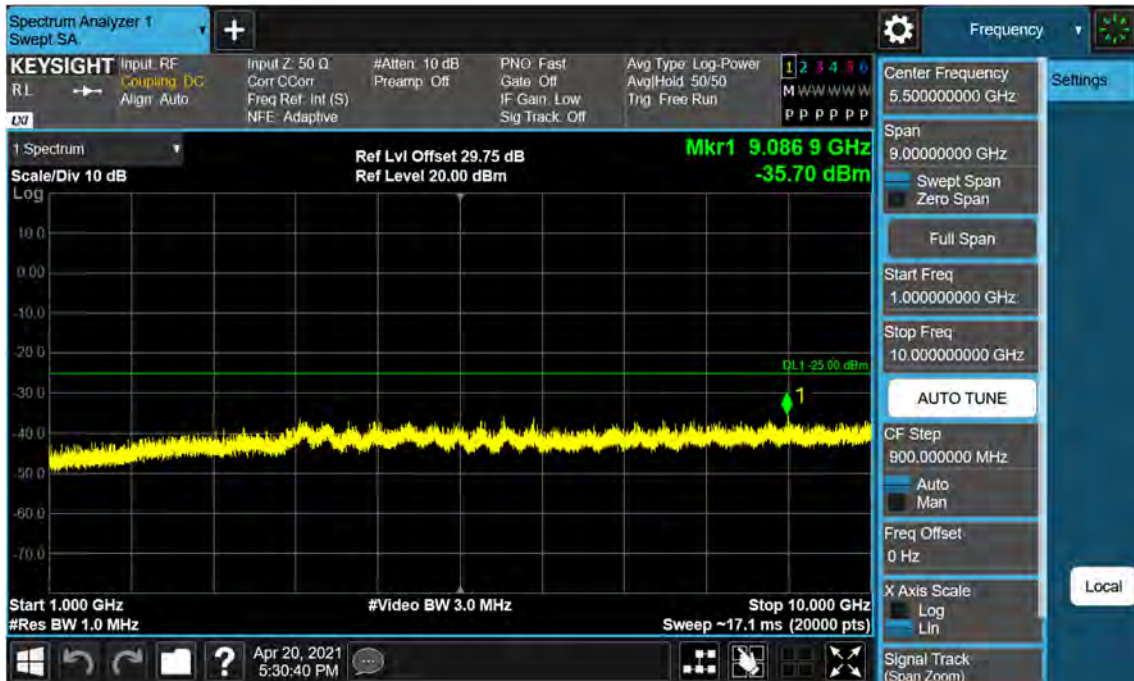 Spectrum Analyzer 1
Swept SA
+
Frequency
KEYSIGHT
RL
LXI
Input: RF
Coupling: DC
Align: Auto
Input Z: 50 Ω
Corr CCorr
Freq Ref: Int (S)
NFE: Adaptive
#Atten: 10 dB
Preamp: Off
PNO: Fast
Gate: Off
IF Gain: Low
Sig Track: Off
Avg Type: Log-Power
Avg|Hold: 50/50
Trig: Free Run
1 2 3 4 5 6
M W W W W W
P P P P P P
1 Spectrum
Scale/Div 10 dB
Log
Ref Lvl Offset 29.75 dB
Ref Level 20.00 dBm
Mkr1 9.086 9 GHz
-35.70 dBm
10.0
0.00
-10.0
-20.0
DL1 -25.00 dBm
-30.0
1
-40.0
-50.0
-60.0
-70.0
Start 1.000 GHz
#Res BW 1.0 MHz
#Video BW 3.0 MHz
Stop 10.000 GHz
Sweep ~17.1 ms (20000 pts)
?
Apr 20, 2021
5:30:40 PM
Center Frequency
5.500000000 GHz
Span
9.00000000 GHz
Swept Span
Zero Span
Full Span
Start Freq
1.000000000 GHz
Stop Freq
10.000000000 GHz
AUTO TUNE
CF Step
900.000000 MHz
Auto
Man
Freq Offset
0 Hz
X Axis Scale
Log
Lin
Signal Track
(Span Zoom)
Settings
Local